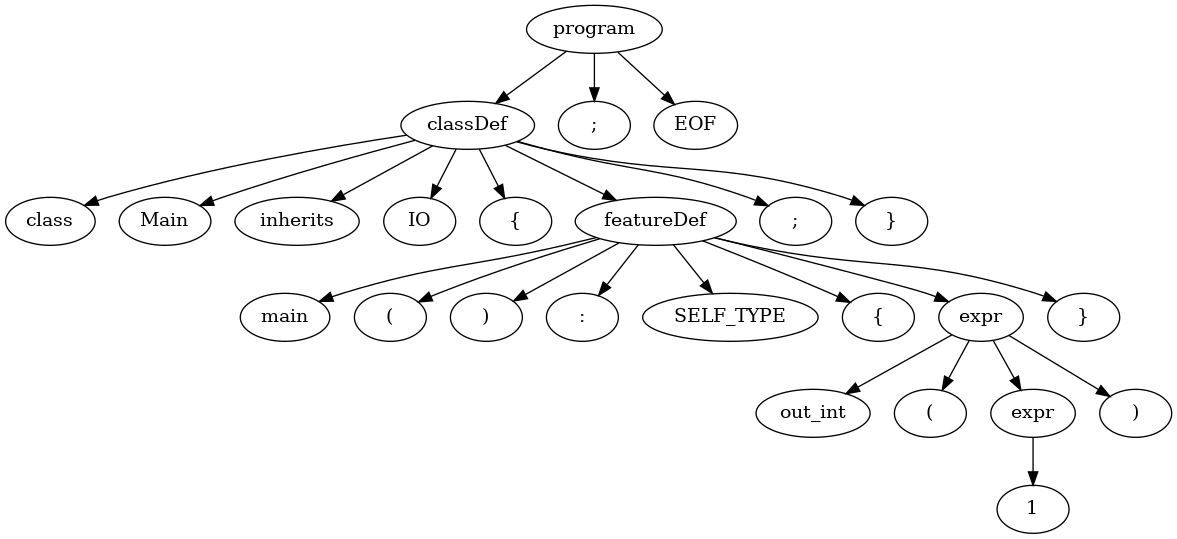 program
classDef ; EOF
class Main inherits IO { featureDef ; }
main ( ) : SELF_TYPE { expr }
out_int ( expr )
1